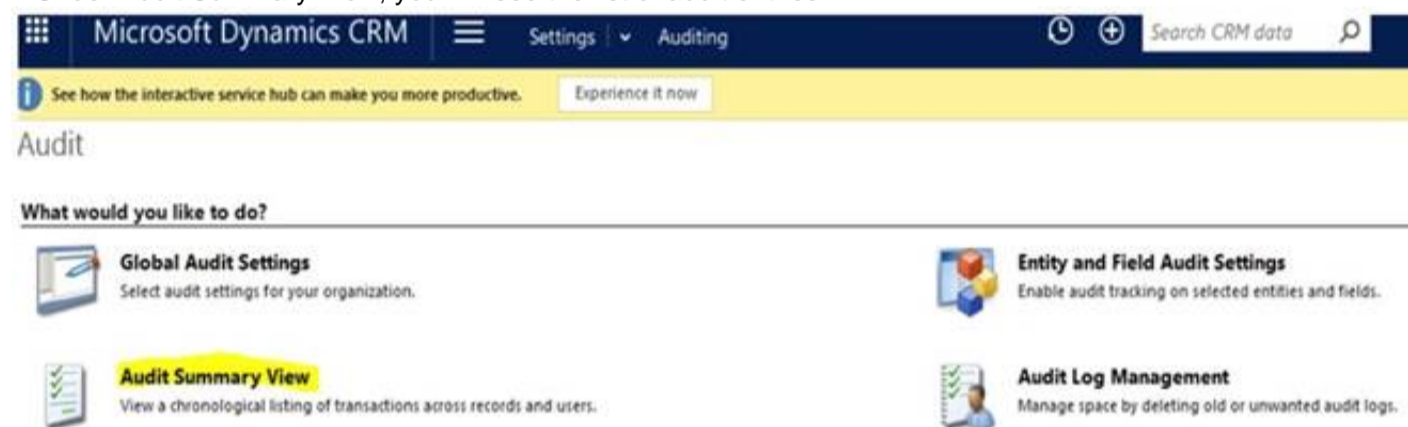 Microsoft Dynamics CRM Settings Auditing Search CRM data
See how the interactive service hub can make you more productive. Experience it now
Audit
What would you like to do?
Global Audit Settings
Select audit settings for your organization.
Entity and Field Audit Settings
Enable audit tracking on selected entities and fields.
Audit Summary View
View a chronological listing of transactions across records and users.
Audit Log Management
Manage space by deleting old or unwanted audit logs.